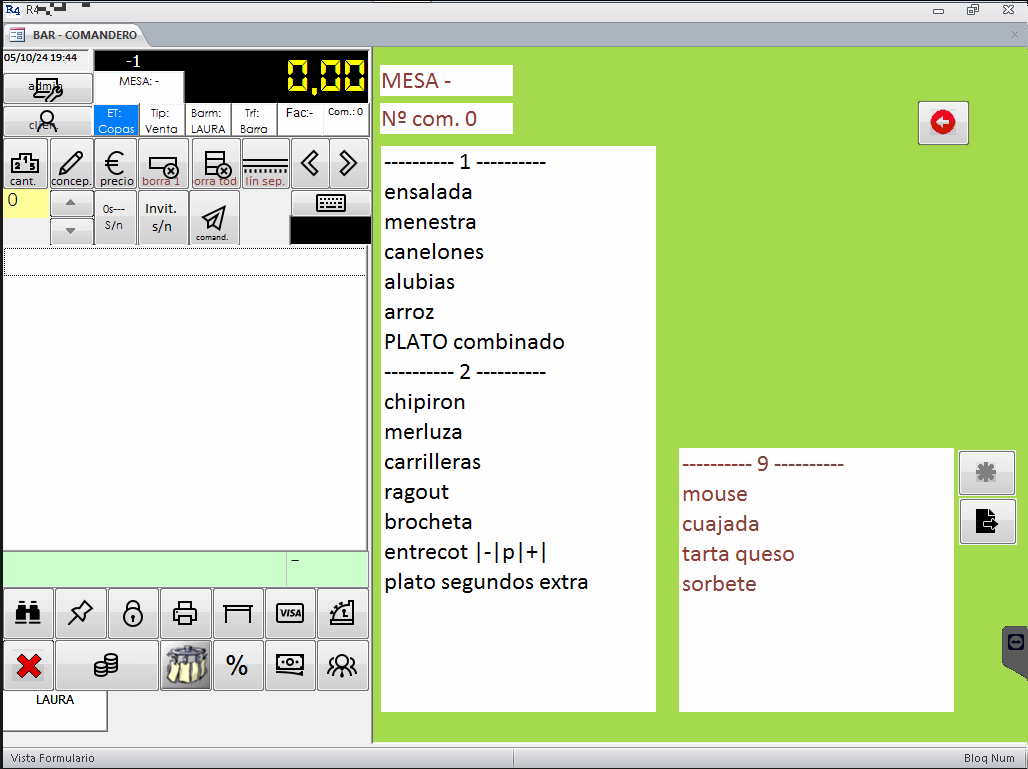 R4 R4
BAR - COMANDERO
05/10/24 19:44
-1
0,00
MESA: -
admin
clien
ET: Copas
Tip: Venta
Barm: LAURA
Trf: Barra
Fac:-
Com.: 0
cant.
concep.
precio
borra 1
orra tod
lín sep.
0
0s---
S/n
Invit.
s/n
comand.
–
VISA
%
LAURA
MESA -
Nº com. 0
---------- 1 ----------
ensalada
menestra
canelones
alubias
arroz
PLATO combinado
---------- 2 ----------
chipiron
merluza
carrilleras
ragout
brocheta
entrecot |-|p|+|
plato segundos extra
---------- 9 ----------
mouse
cuajada
tarta queso
sorbete
Vista Formulario
Bloq Num